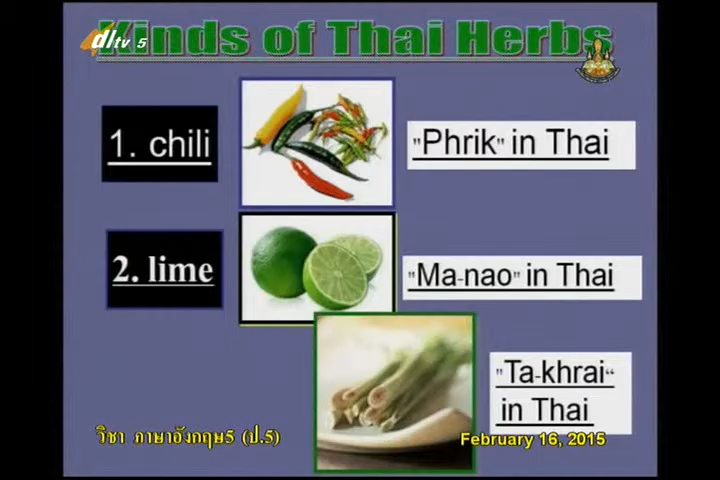 Kinds of Thai Herbs
dltv 5
1. chili
"Phrik" in Thai
2. lime
"Ma-nao" in Thai
"Ta-khrai“
in Thai
วิชา ภาษาอังกฤษ5 (ป.5)
February 16, 2015